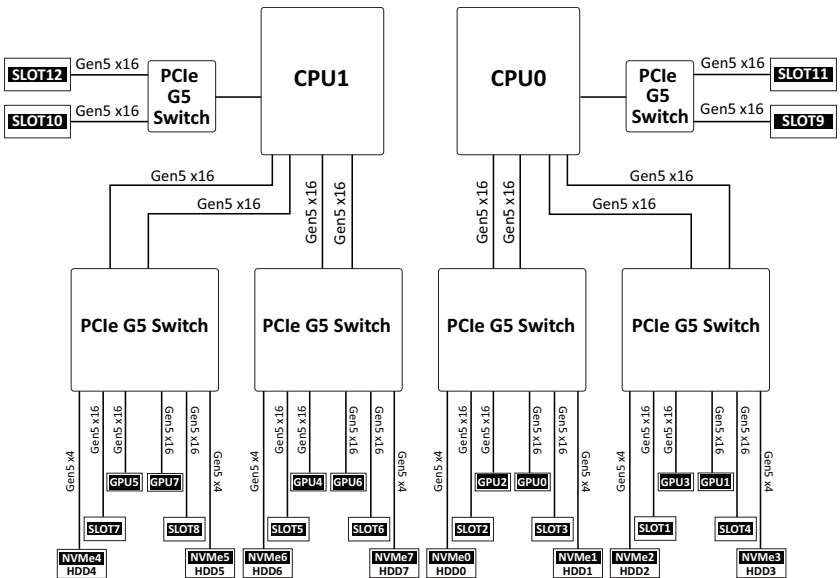 CPU1
CPU0
SLOT12
Gen5 x16
PCIe
G5
Switch
SLOT10
Gen5 x16
PCIe
G5
Switch
Gen5 x16
SLOT11
Gen5 x16
SLOT9
Gen5 x16
Gen5 x16
Gen5 x16
Gen5 x16
Gen5 x16
Gen5 x16
Gen5 x16
Gen5 x16
PCIe G5 Switch
PCIe G5 Switch
PCIe G5 Switch
PCIe G5 Switch
Gen5 x4
Gen5 x16
Gen5 x16
Gen5 x16
Gen5 x16
Gen5 x4
Gen5 x4
Gen5 x16
Gen5 x16
Gen5 x16
Gen5 x16
Gen5 x4
Gen5 x4
Gen5 x16
Gen5 x16
Gen5 x16
Gen5 x16
Gen5 x4
Gen5 x4
Gen5 x16
Gen5 x16
Gen5 x16
Gen5 x16
Gen5 x4
GPU5
GPU7
GPU4
GPU6
GPU2
GPU0
GPU3
GPU1
SLOT7
SLOT8
SLOT5
SLOT6
SLOT2
SLOT3
SLOT1
SLOT4
NVMe4
HDD4
NVMe5
HDD5
NVMe6
HDD6
NVMe7
HDD7
NVMe0
HDD0
NVMe1
HDD1
NVMe2
HDD2
NVMe3
HDD3